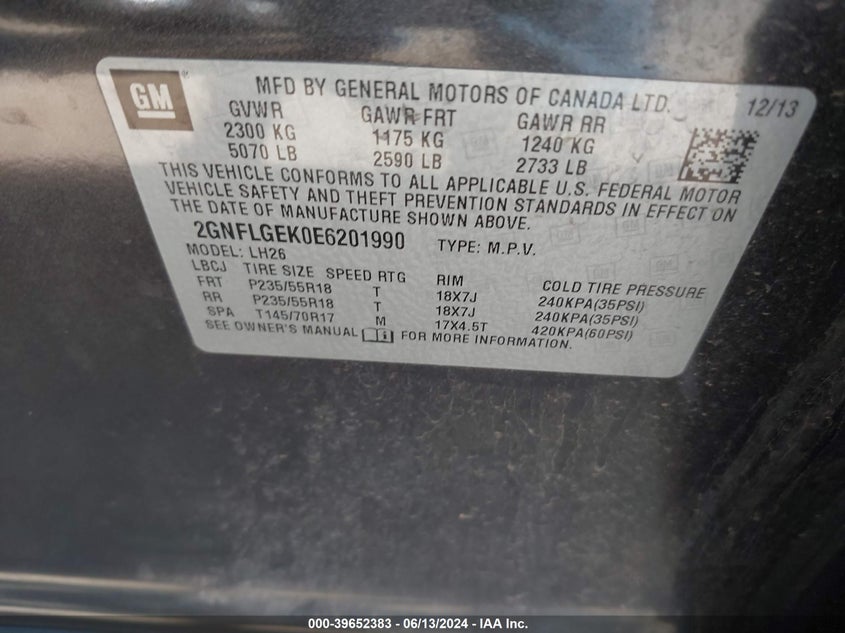 GM
MFD BY GENERAL MOTORS OF CANADA LTD. 12/13
GVWR GAWR FRT GAWR RR
2300 KG 1175 KG 1240 KG
5070 LB 2590 LB 2733 LB
THIS VEHICLE CONFORMS TO ALL APPLICABLE U.S. FEDERAL MOTOR
VEHICLE SAFETY AND THEFT PREVENTION STANDARDS IN EFFECT ON
THE DATE OF MANUFACTURE SHOWN ABOVE.
2GNFLGEK0E6201990 TYPE: M.P.V.
MODEL: LH26
LBCJ TIRE SIZE SPEED RTG RIM COLD TIRE PRESSURE
FRT P235/55R18 T 18X7J 240KPA(35PSI)
RR P235/55R18 T 18X7J 240KPA(35PSI)
SPA T145/70R17 M 17X4.5T 420KPA(60PSI)
SEE OWNER'S MANUAL FOR MORE INFORMATION.
000-39652383 - 06/13/2024 - IAA Inc.